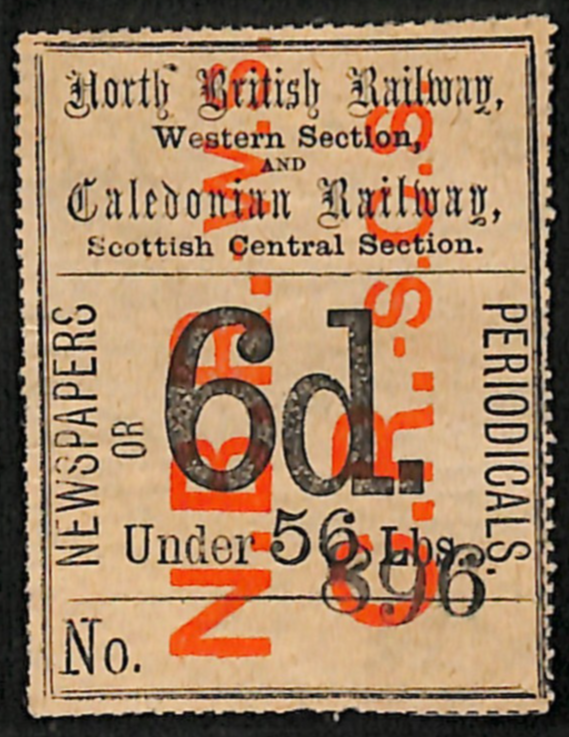 North British Railway,
Western Section,
AND
Caledonian Railway,
Scottish Central Section.
NEWSPAPERS
OR
PERIODICALS.
6d.
Under 56 Lbs.
896
No.
N.B.R.-W.S.
C.R.-S.C.S.